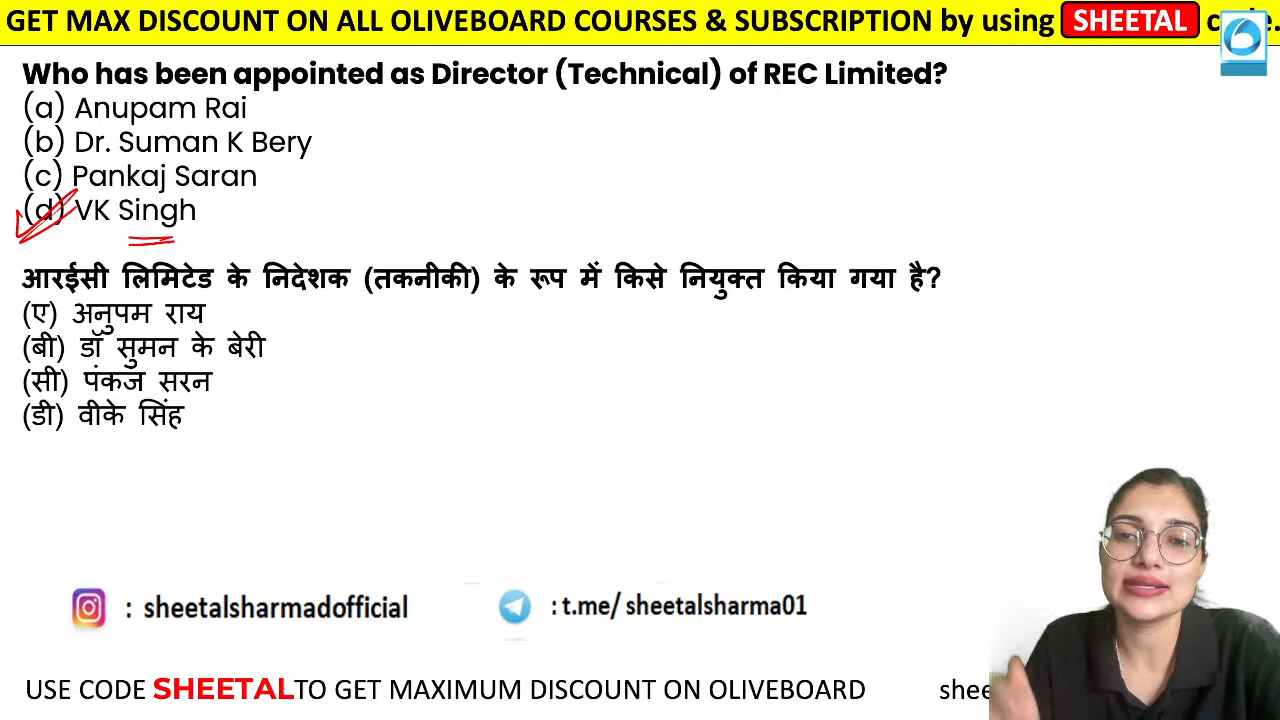 GET MAX DISCOUNT ON ALL OLIVEBOARD COURSES & SUBSCRIPTION by using SHEETAL code.
Who has been appointed as Director (Technical) of REC Limited?
(a) Anupam Rai
(b) Dr. Suman K Bery
(c) Pankaj Saran
(d) VK Singh
आरईसी लिमिटेड के निदेशक (तकनीकी) के रूप में किसे नियुक्त किया गया है?
(ए) अनुपम राय
(बी) डॉ सुमन के बेरी
(सी) पंकज सरन
(डी) वीके सिंह
: sheetalsharmadofficial
: t.me/ sheetalsharma01
USE CODE SHEETALTO GET MAXIMUM DISCOUNT ON OLIVEBOARD